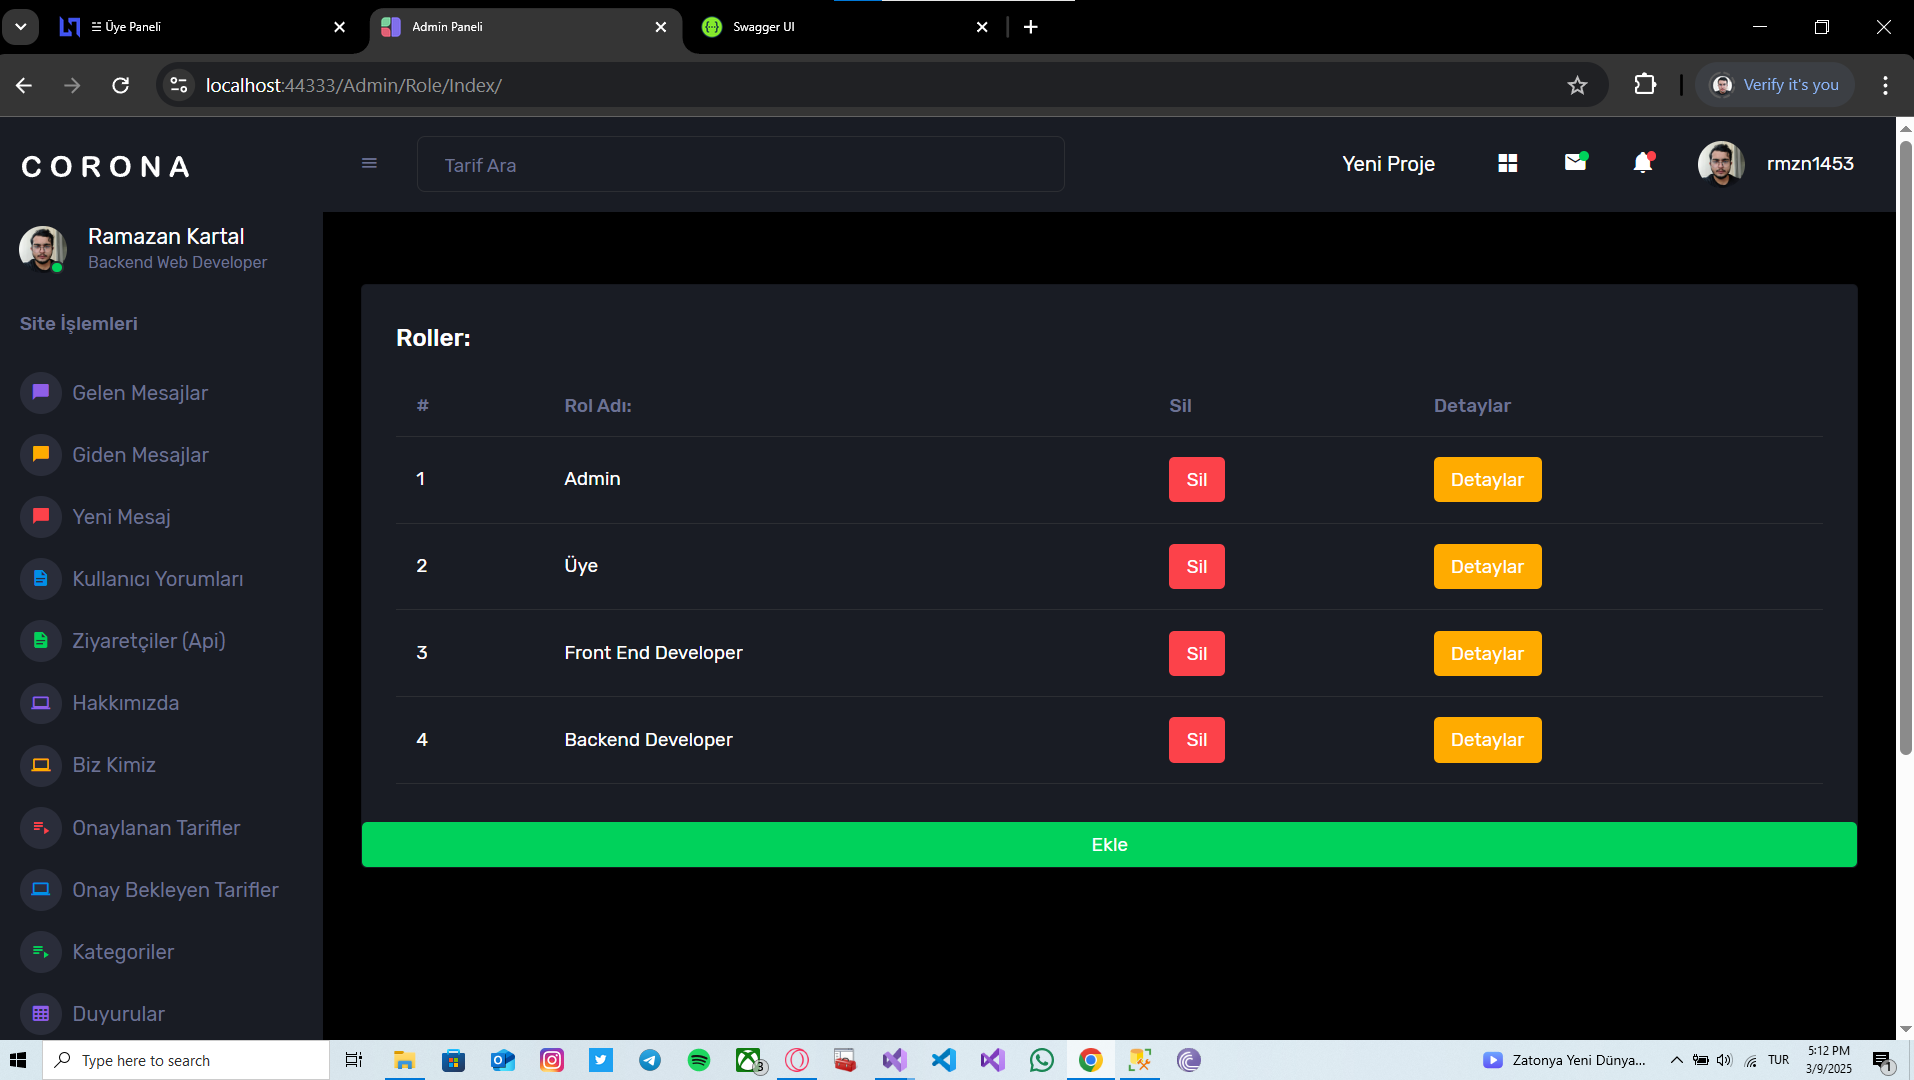 ☵ Üye Paneli
Admin Paneli
Swagger UI
localhost:44333/Admin/Role/Index/
Verify it's you
CORONA
Tarif Ara
Yeni Proje
rmzn1453
Ramazan Kartal
Backend Web Developer
Site İşlemleri
Gelen Mesajlar
Giden Mesajlar
Yeni Mesaj
Kullanıcı Yorumları
Ziyaretçiler (Api)
Hakkımızda
Biz Kimiz
Onaylanan Tarifler
Onay Bekleyen Tarifler
Kategoriler
Duyurular
Roller:
# Rol Adı: Sil Detaylar
1 Admin Sil Detaylar
2 Üye Sil Detaylar
3 Front End Developer Sil Detaylar
4 Backend Developer Sil Detaylar
Ekle
Type here to search
3
Zatonya Yeni Dünya...
TUR
5:12 PM
3/9/2025
1